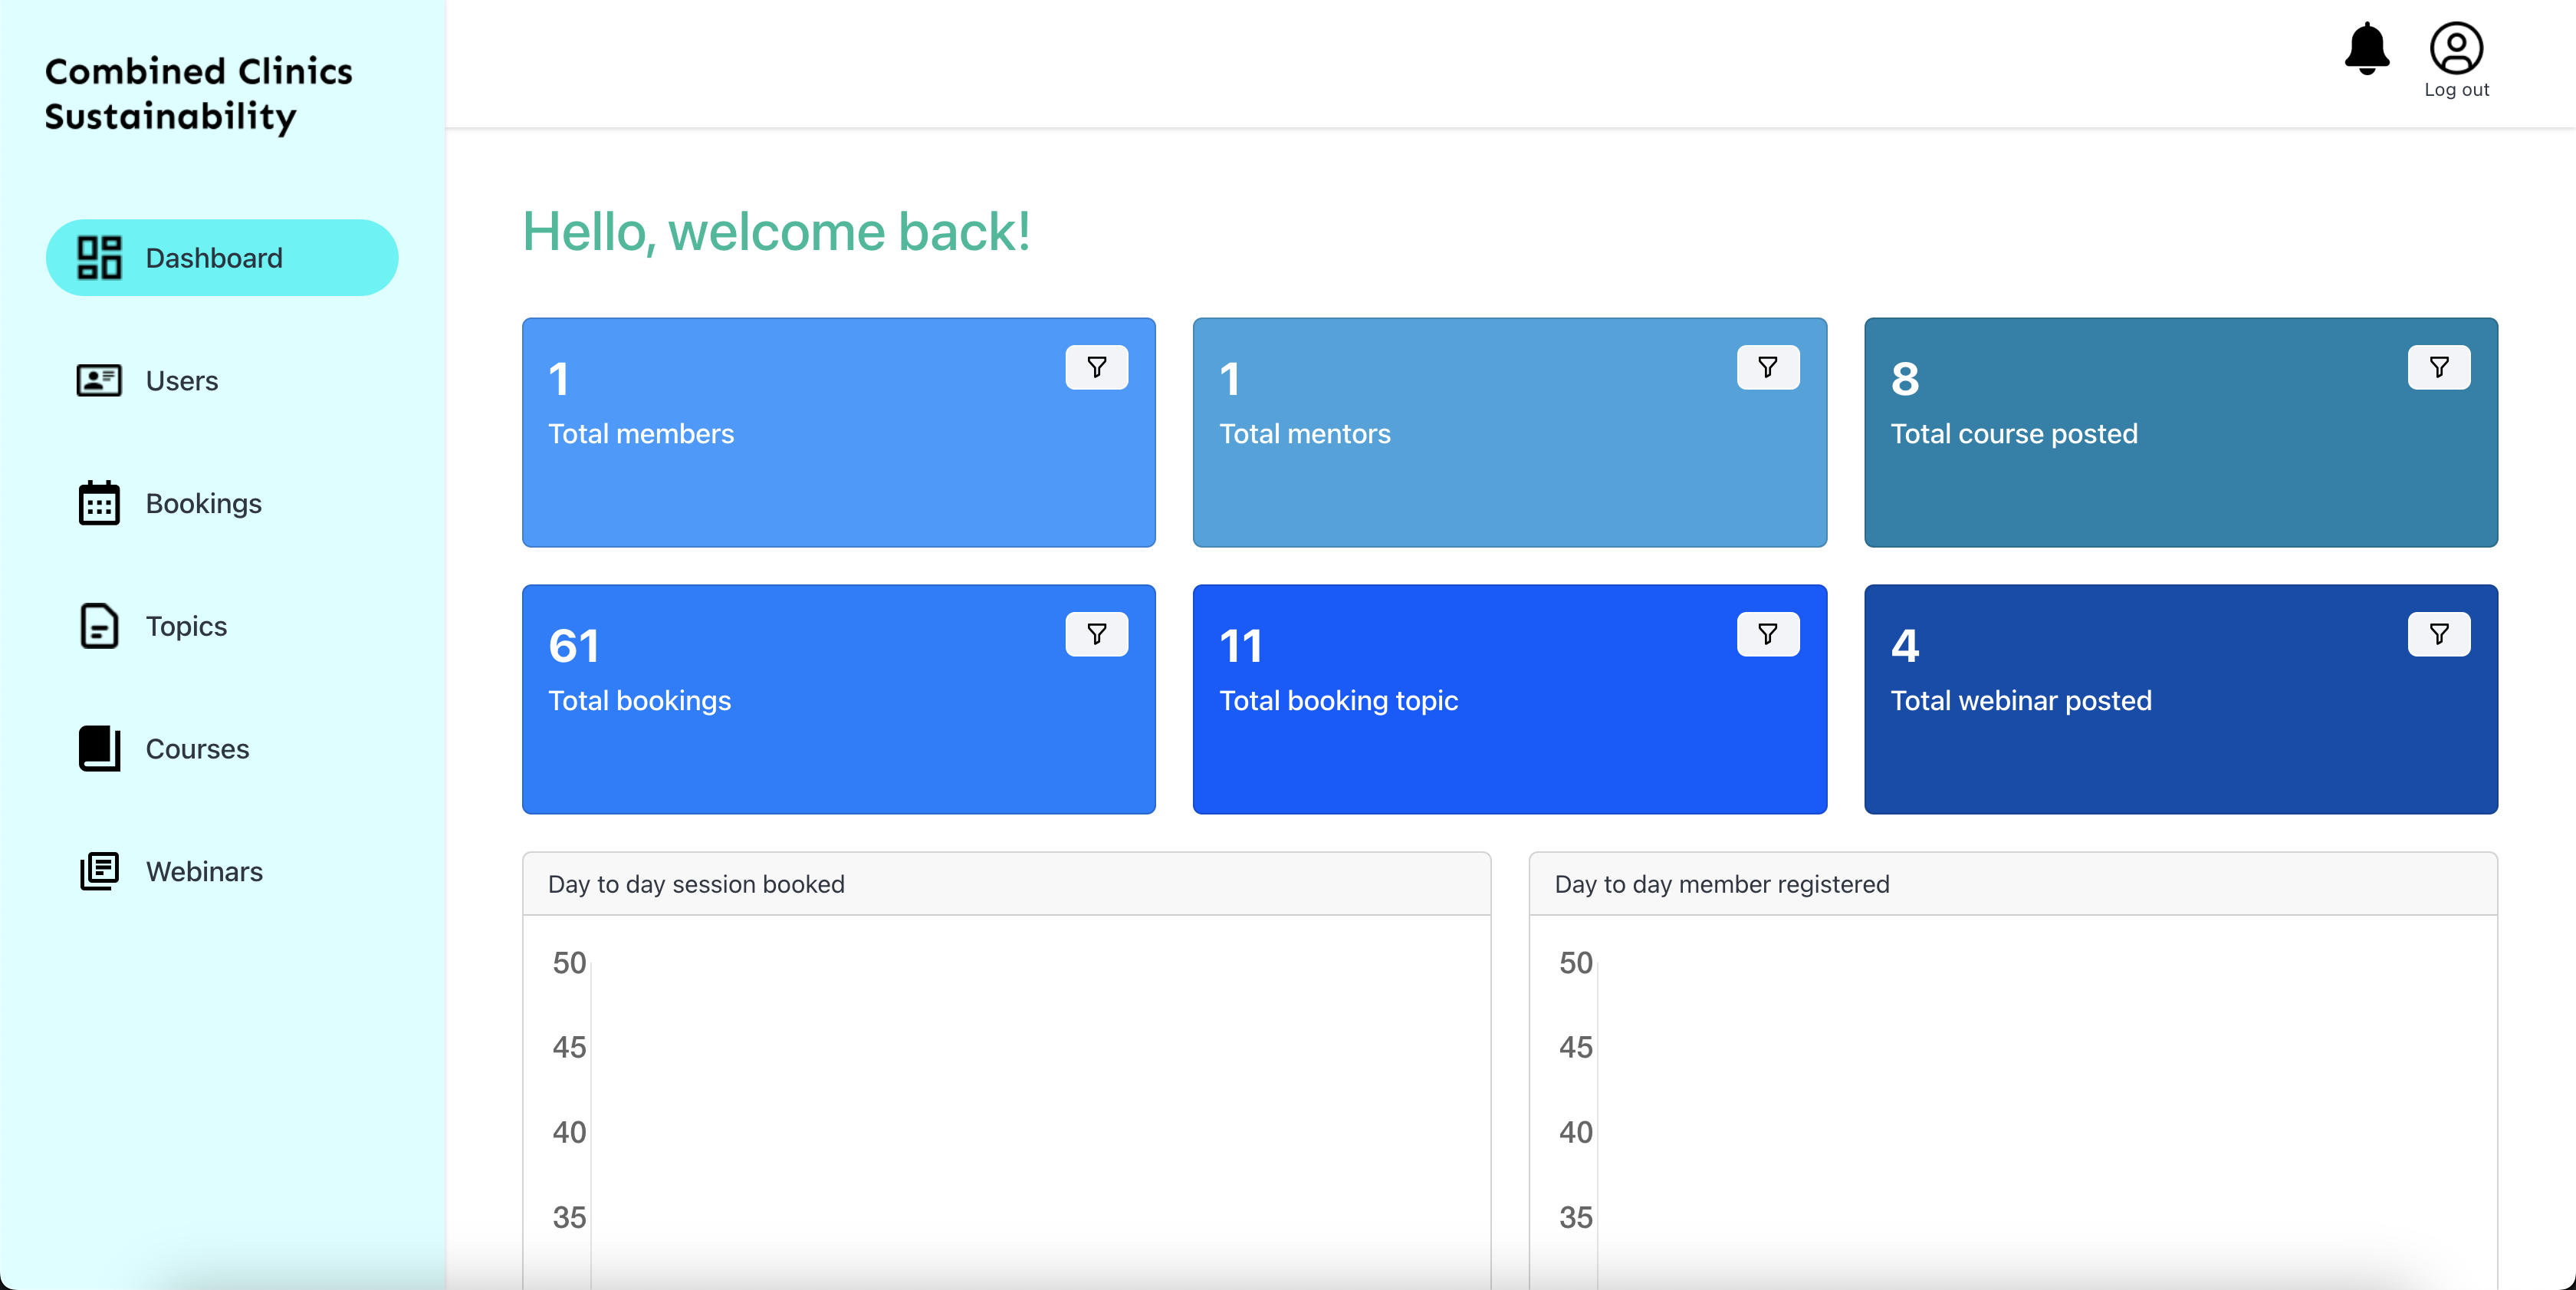 Combined Clinics
Sustainability
Log out
Dashboard
Users
Bookings
Topics
Courses
Webinars
Hello, welcome back!
1
Total members
1
Total mentors
8
Total course posted
61
Total bookings
11
Total booking topic
4
Total webinar posted
Day to day session booked
50
45
40
35
Day to day member registered
50
45
40
35